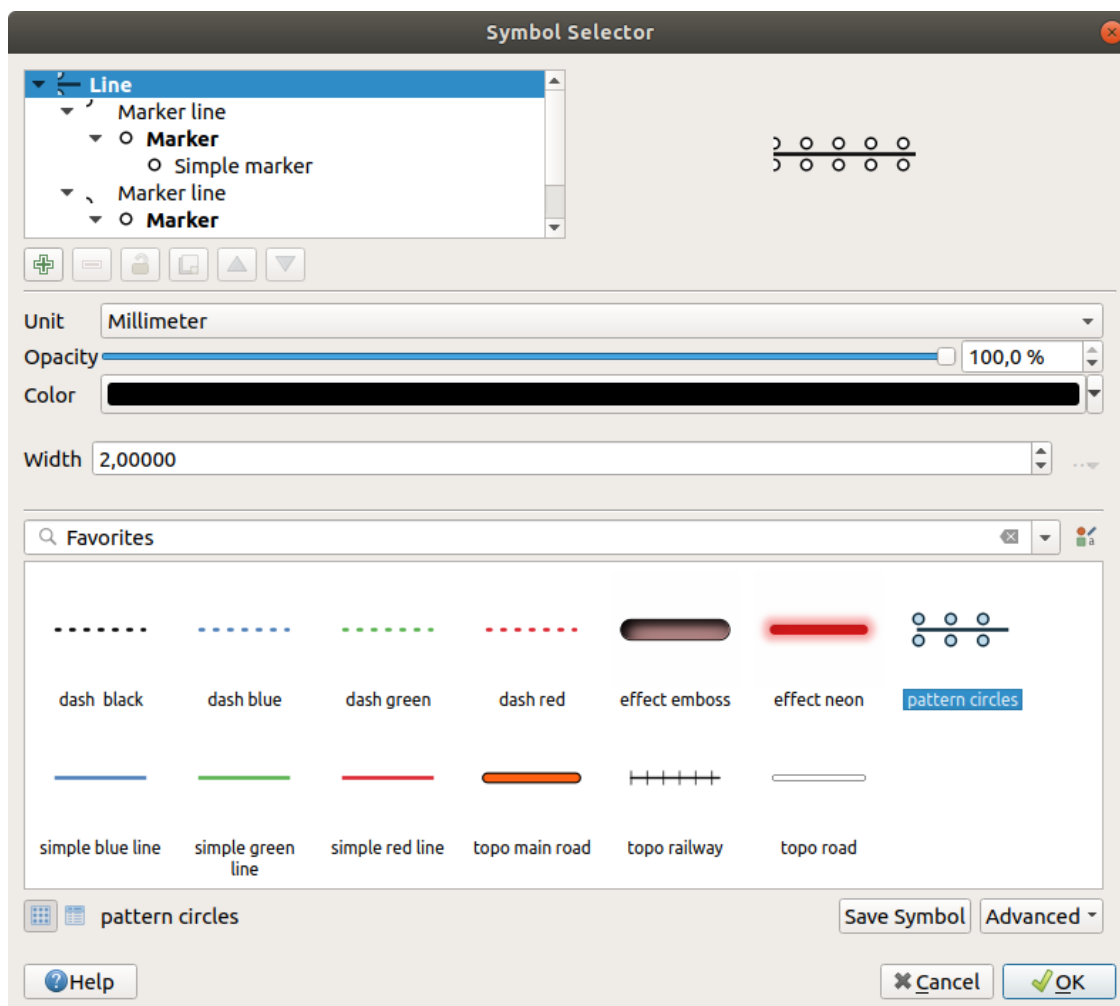 Symbol Selector
Line
Marker line
Marker
Simple marker
Marker line
Marker
Unit Millimeter
Opacity 100,0 %
Color
Width 2,00000
Favorites
dash  black dash blue dash green dash red effect emboss effect neon pattern circles
simple blue line simple green line simple red line topo main road topo railway topo road
pattern circles Save Symbol Advanced
Help Cancel OK